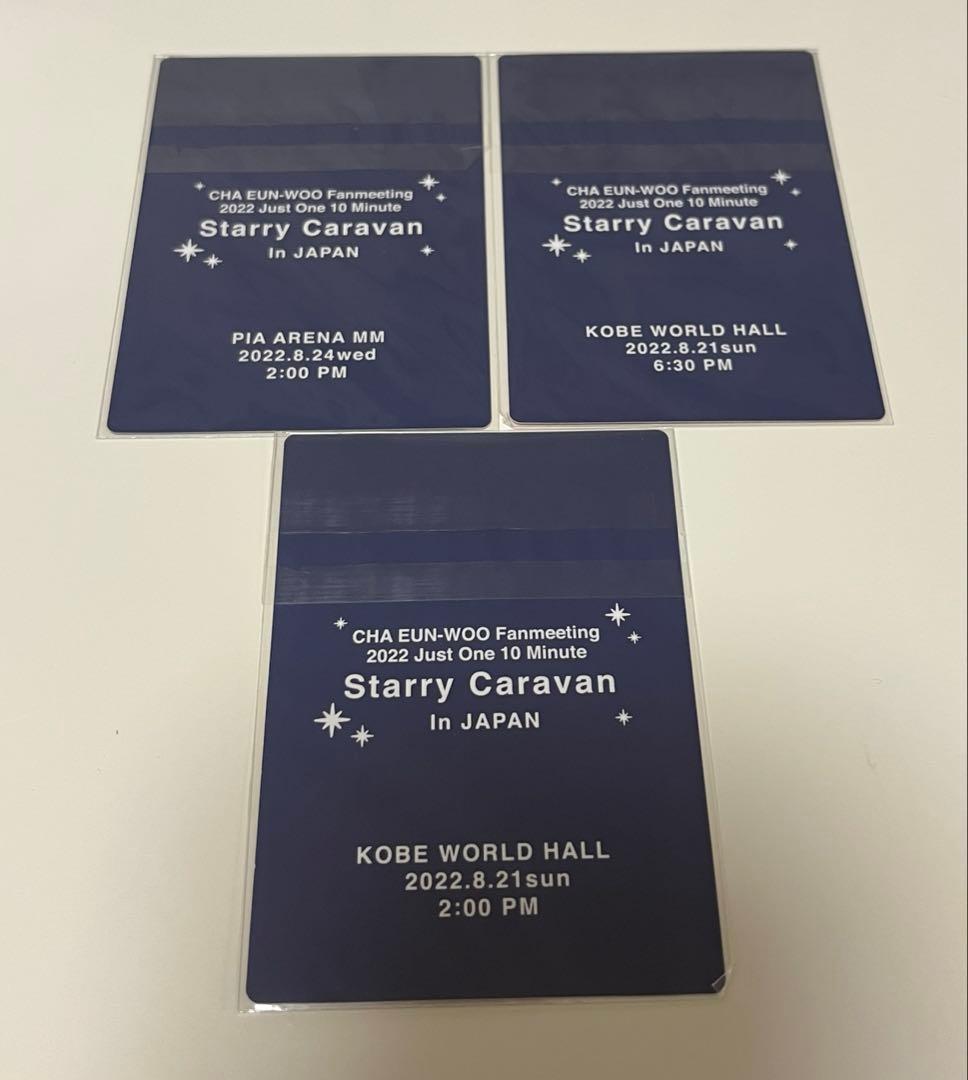 CHA EUN-WOO Fanmeeting
2022 Just One 10 Minute
Starry Caravan
In JAPAN
PIA ARENA MM
2022.8.24wed
2:00 PM
CHA EUN-WOO Fanmeeting
2022 Just One 10 Minute
Starry Caravan
In JAPAN
KOBE WORLD HALL
2022.8.21sun
6:30 PM
CHA EUN-WOO Fanmeeting
2022 Just One 10 Minute
Starry Caravan
In JAPAN
KOBE WORLD HALL
2022.8.21sun
2:00 PM